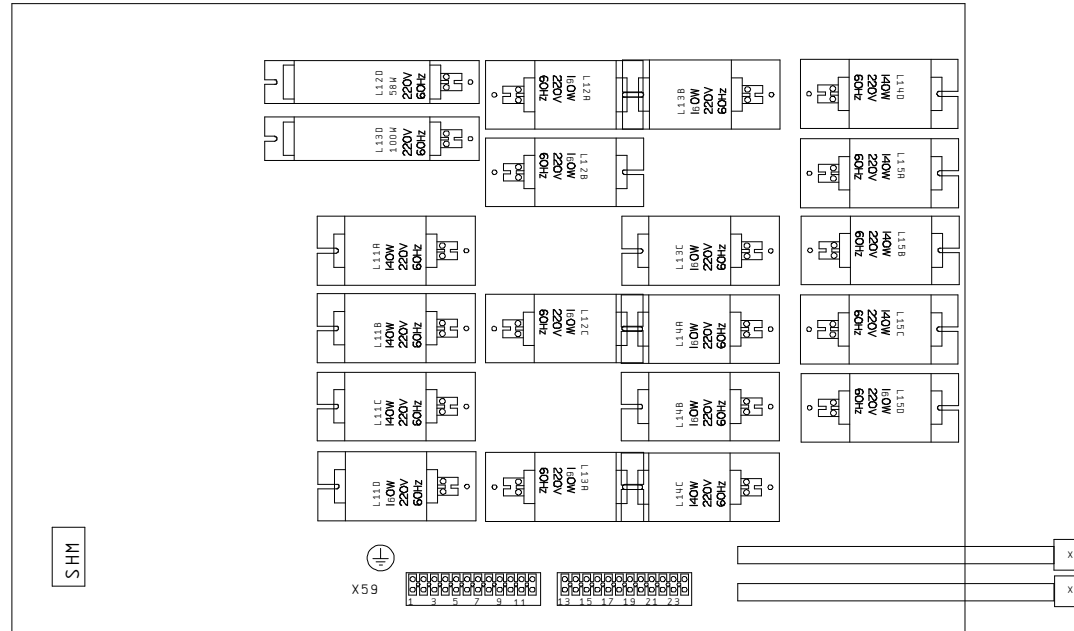 L12D
58W
220V
60Hz
L12A
160W
220V
60Hz
L13B
160W
220V
60Hz
L14D
140W
220V
60Hz
L13D
100W
220V
60Hz
L12B
160W
220V
60Hz
L15A
140W
220V
60Hz
L11A
140W
220V
60Hz
L13C
160W
220V
60Hz
L15B
140W
220V
60Hz
L11B
140W
220V
60Hz
L12C
160W
220V
60Hz
L14A
160W
220V
60Hz
L15C
140W
220V
60Hz
L11C
140W
220V
60Hz
L14B
160W
220V
60Hz
L15D
160W
220V
60Hz
L11D
160W
220V
60Hz
L13A
160W
220V
60Hz
L14C
140W
220V
60Hz
SHM
X59
1 3 5 7 9 11 13 15 17 19 21 23
X
X